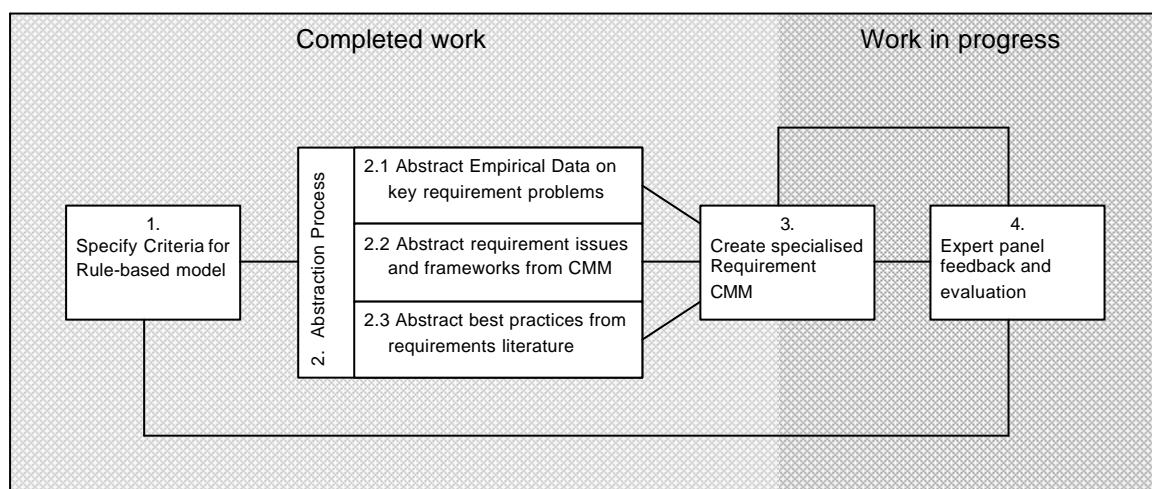 Completed work
Work in progress
1.
Specify Criteria for
Rule-based model
2. Abstraction Process
2.1 Abstract Empirical Data on
key requirement problems
2.2 Abstract requirement issues
and frameworks from CMM
2.3 Abstract best practices from
requirements literature
3.
Create specialised
Requirement
CMM
4.
Expert panel
feedback and
evaluation